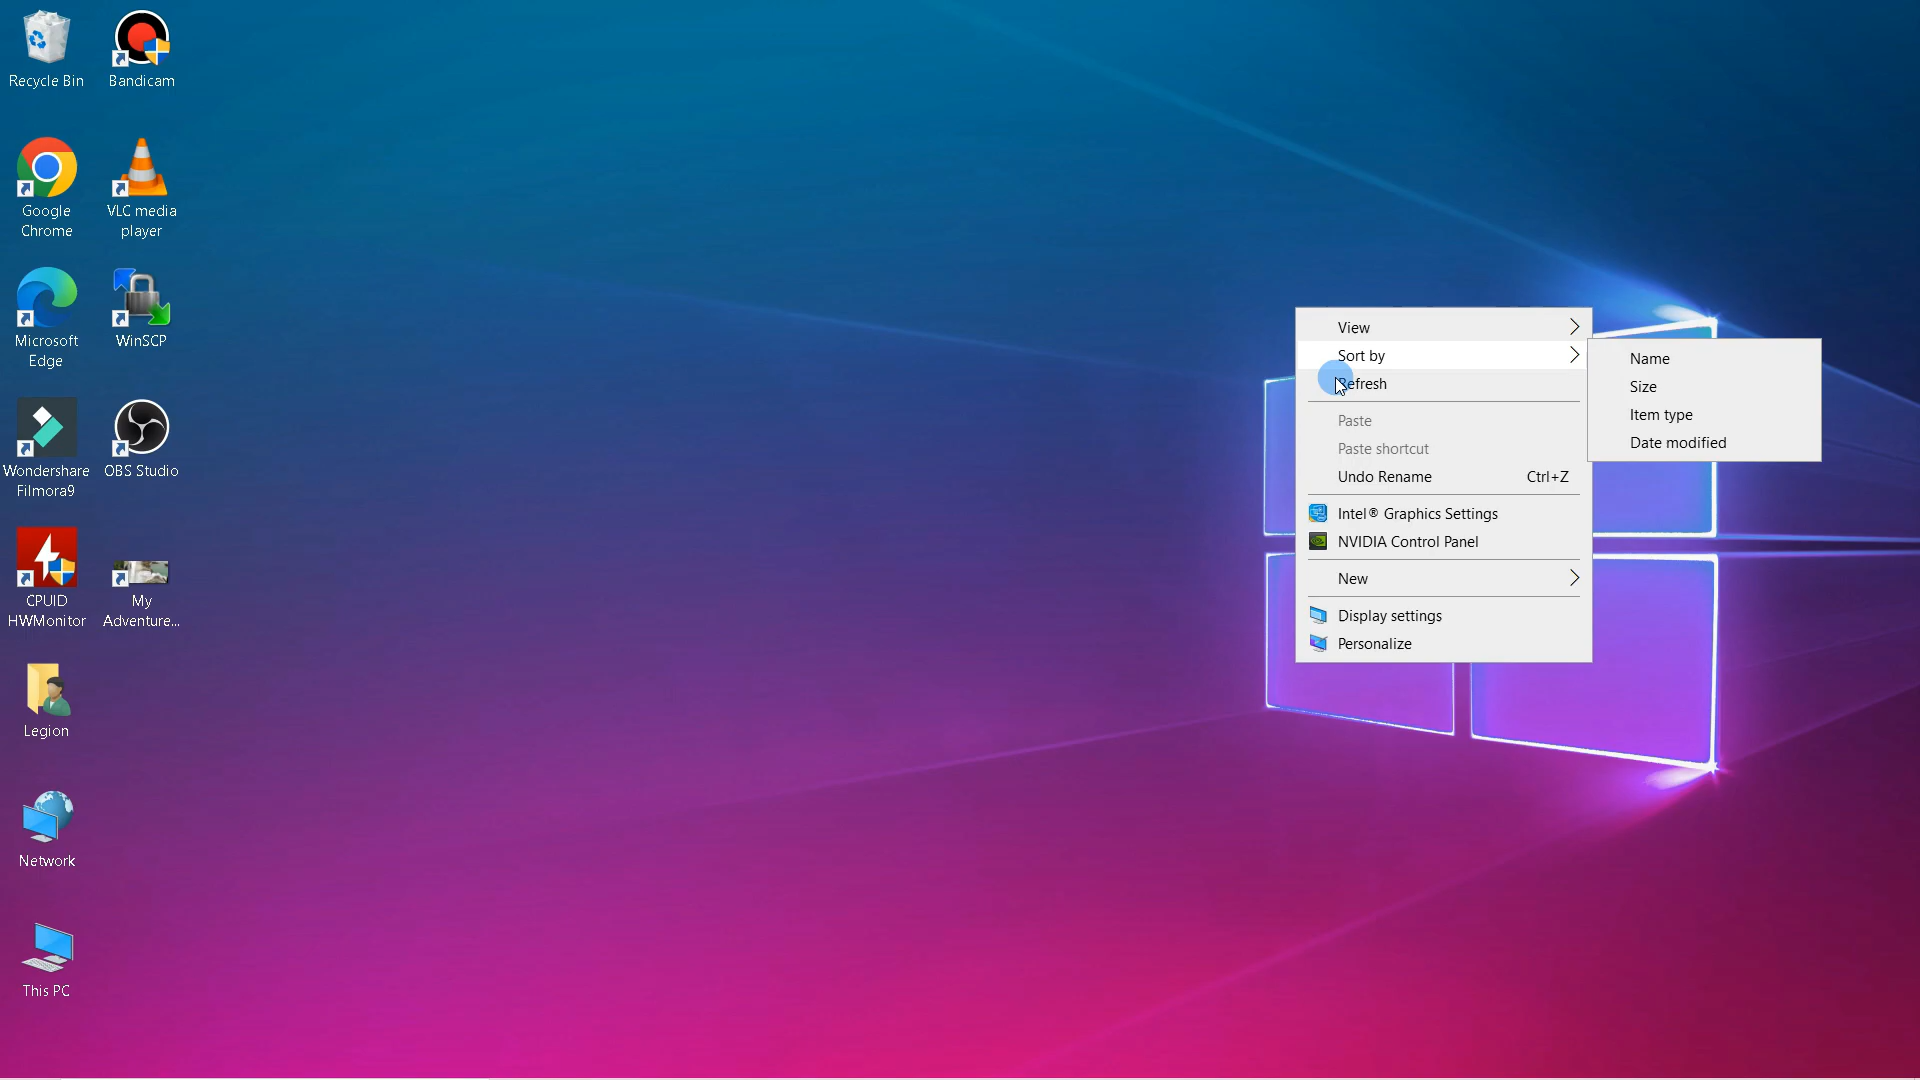 Recycle Bin
Bandicam
Google
Chrome
VLC media
player
Microsoft
Edge
WinSCP
Wondershare
Filmora9
OBS Studio
CPUID
HWMonitor
My
Adventure...
Legion
Network
This PC
View
Sort by
Refresh
Paste
Paste shortcut
Undo Rename Ctrl+Z
Intel® Graphics Settings
NVIDIA Control Panel
New
Display settings
Personalize
Name
Size
Item type
Date modified